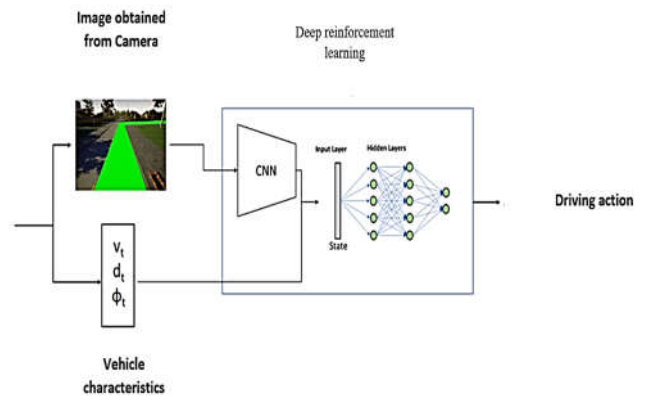 Image obtained
from Camera
Deep reinforcement
learning
CNN
Input Layer
Hidden Layers
State
Driving action
vₜ
dₜ
ϕₜ
Vehicle
characteristics